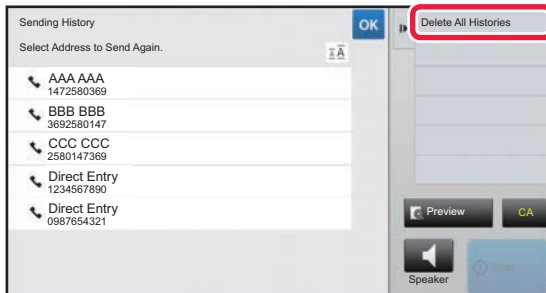 Sending History
OK
Delete All Histories
Select Address to Send Again.
AAA AAA
1472580369
BBB BBB
3692580147
CCC CCC
2580147369
Direct Entry
1234567890
Direct Entry
0987654321
Preview
CA
Speaker
Start